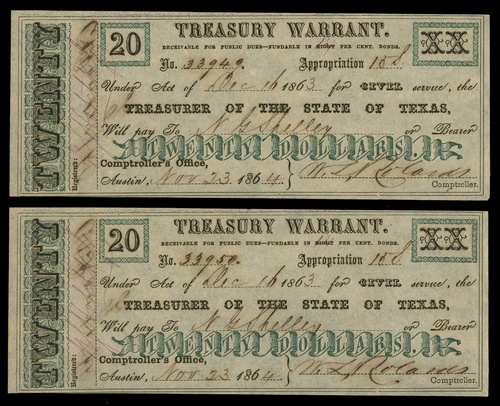 TWENTY
Registered:
20 TREASURY WARRANT. XX
RECEIVABLE FOR PUBLIC DUES—FUNDABLE IN EIGHT PER CENT. BONDS.
No. 33949. Appropriation
Under Act of Dec 16 1863 for CIVIL service, the
TREASURER OF THE STATE OF TEXAS,
Will pay To N G Shelley or Bearer
TWENTY DOLLARS.
Comptroller's Office,
Austin, Nov 23 1864
Comptroller.
TWENTY
Registered:
20 TREASURY WARRANT. XX
RECEIVABLE FOR PUBLIC DUES—FUNDABLE IN EIGHT PER CENT. BONDS.
No. 33950. Appropriation
Under Act of Dec 16 1863 for CIVIL service, the
TREASURER OF THE STATE OF TEXAS,
Will pay To N G Shelley or Bearer
TWENTY DOLLARS.
Comptroller's Office,
Austin, Nov 23 1864
Comptroller.